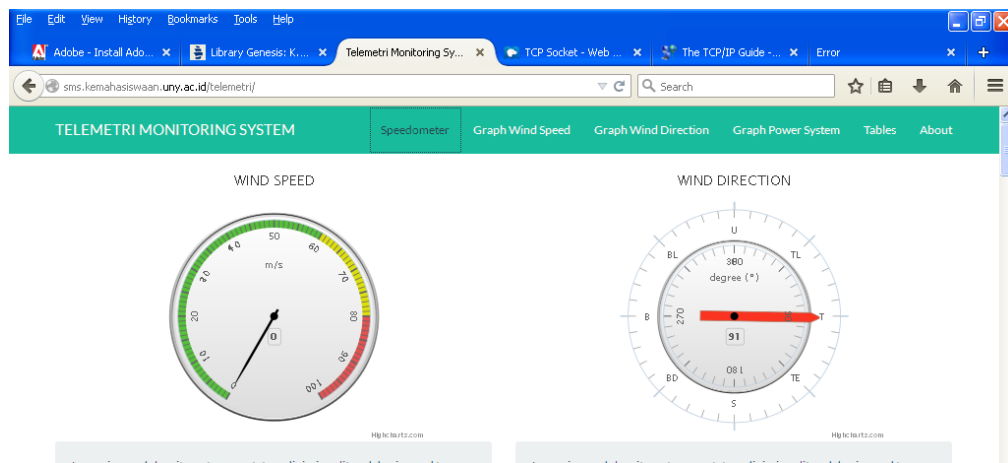 File Edit View History Bookmarks Tools Help
Adobe - Install Ado... Library Genesis: K.... Telemetri Monitoring Sy... TCP Socket - Web ... The TCP/IP Guide -... Error
sms.kemahasiswaan.uny.ac.id/telemetri/ Search
TELEMETRI MONITORING SYSTEM Speedometer Graph Wind Speed Graph Wind Direction Graph Power System Tables About
WIND SPEED
0 10 20 30 40 50 60 70 80 90 100
m/s
0
Highcharts.com
WIND DIRECTION
U TL T TE S BD B BL
90 180 270
degree (°)
91
Highcharts.com